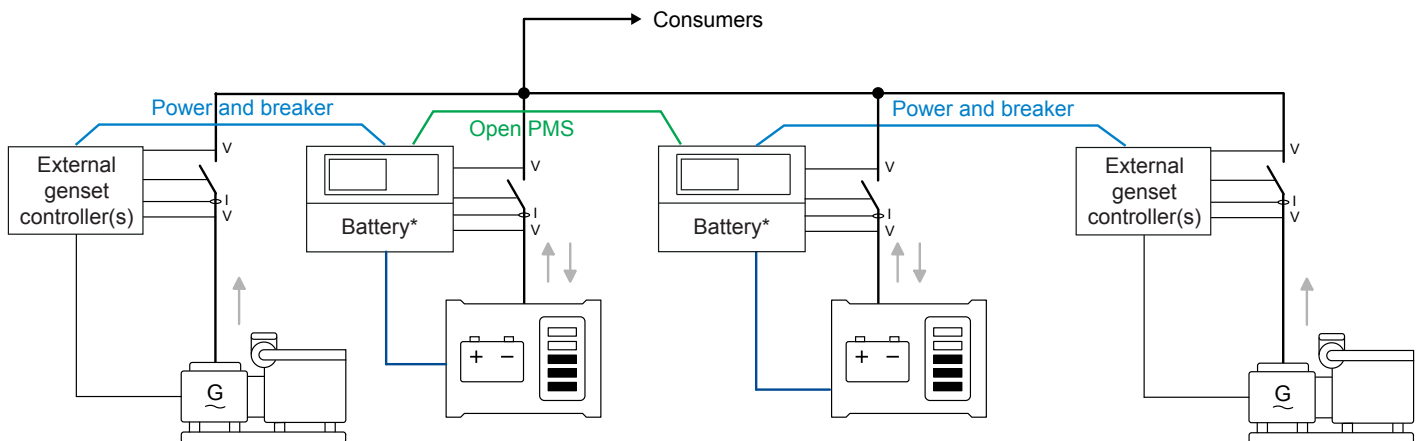 Consumers
Power and breaker
Open PMS
Power and breaker
External
genset
controller(s)
V
I
V
Battery*
V
I
V
Battery*
V
I
V
External
genset
controller(s)
V
I
V
G
~
+ −
+ −
G
~